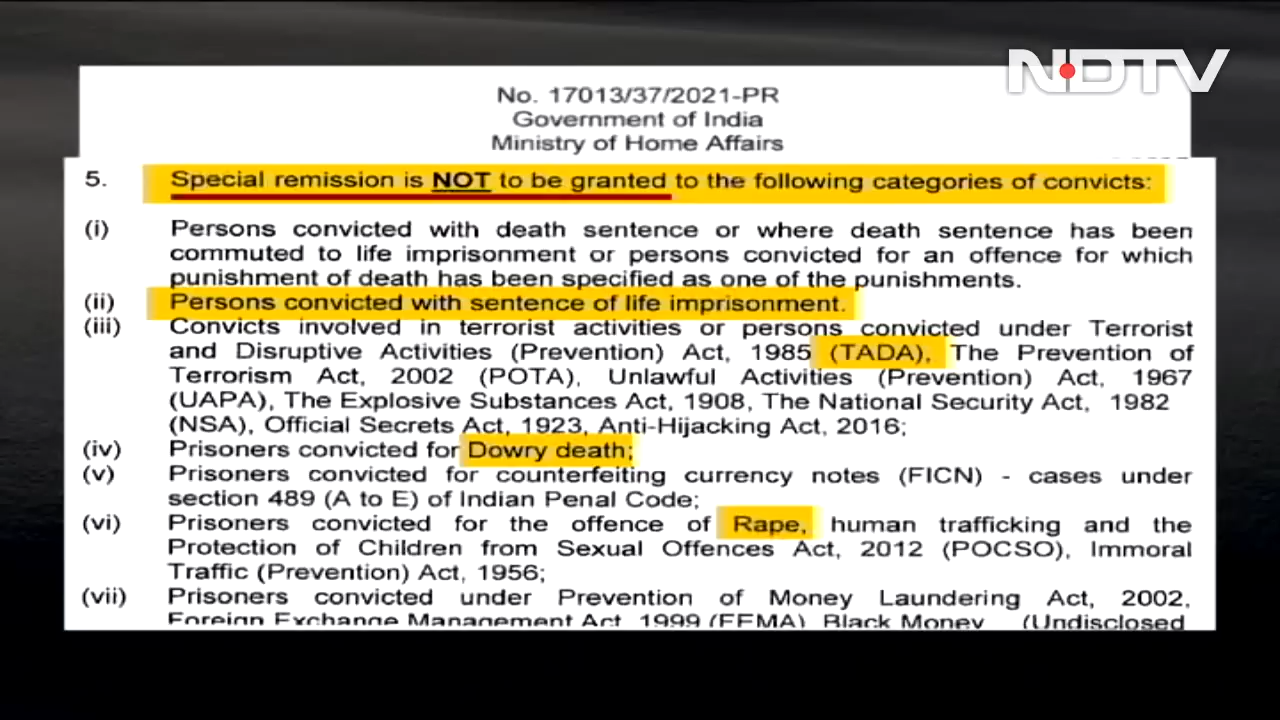 NDTV
No. 17013/37/2021-PR
Government of India
Ministry of Home Affairs
5. Special remission is NOT to be granted to the following categories of convicts:
(i) Persons convicted with death sentence or where death sentence has been
commuted to life imprisonment or persons convicted for an offence for which
punishment of death has been specified as one of the punishments.
(ii) Persons convicted with sentence of life imprisonment.
(iii) Convicts involved in terrorist activities or persons convicted under Terrorist
and Disruptive Activities (Prevention) Act, 1985 (TADA), The Prevention of
Terrorism Act, 2002 (POTA), Unlawful Activities (Prevention) Act, 1967
(UAPA), The Explosive Substances Act, 1908, The National Security Act, 1982
(NSA), Official Secrets Act, 1923, Anti-Hijacking Act, 2016;
(iv) Prisoners convicted for Dowry death;
(v) Prisoners convicted for counterfeiting currency notes (FICN) - cases under
section 489 (A to E) of Indian Penal Code;
(vi) Prisoners convicted for the offence of Rape, human trafficking and the
Protection of Children from Sexual Offences Act, 2012 (POCSO), Immoral
Traffic (Prevention) Act, 1956;
(vii) Prisoners convicted under Prevention of Money Laundering Act, 2002,
Foreign Exchange Management Act, 1999 (FEMA), Black Money (Undisclosed